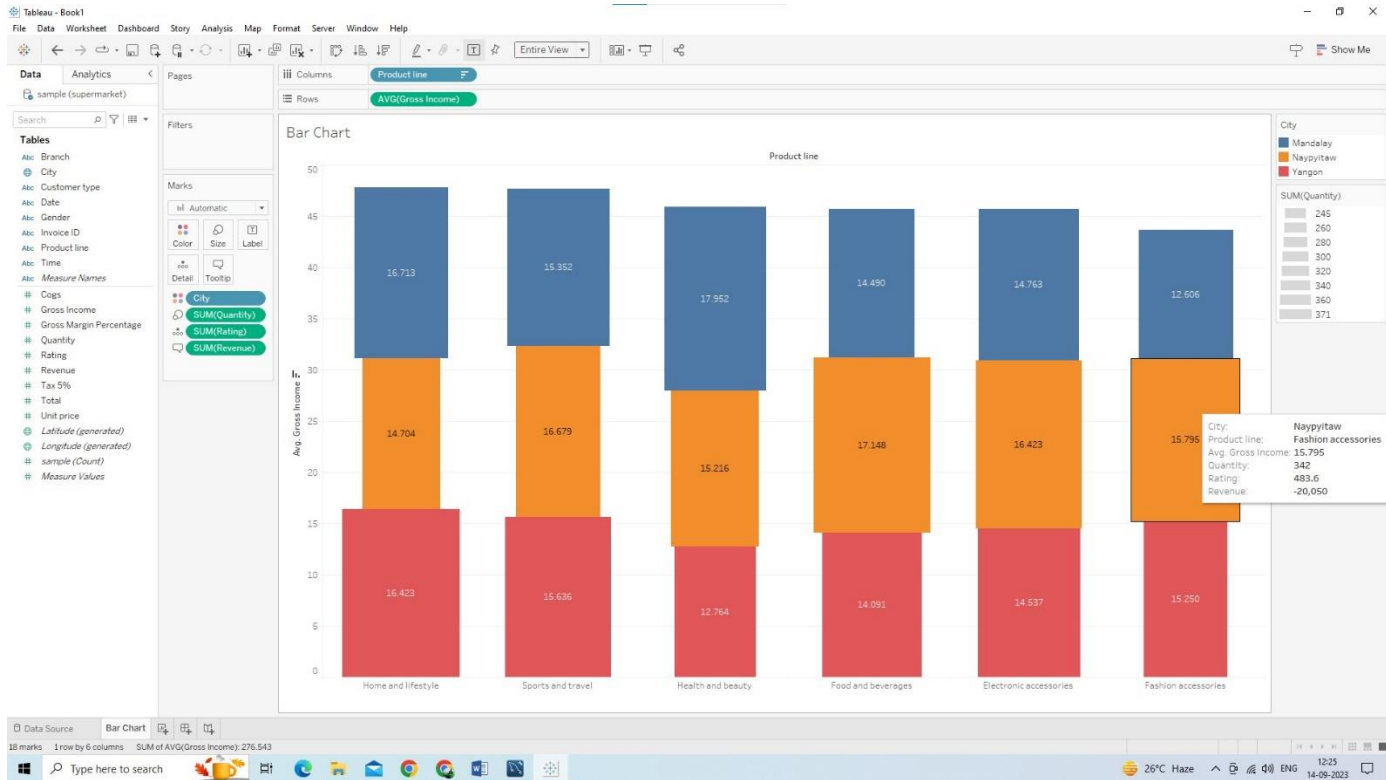 Tableau - Book1
File Data Worksheet Dashboard Story Analysis Map Format Server Window Help
Entire View
Show Me
Data Analytics
sample (supermarket)
Search
Tables
Abc Branch
City
Abc Customer type
Abc Date
Abc Gender
Abc Invoice ID
Abc Product line
Abc Time
Abc Measure Names
# Cogs
# Gross Income
# Gross Margin Percentage
# Quantity
# Rating
# Revenue
# Tax 5%
# Total
# Unit price
Latitude (generated)
Longitude (generated)
# sample (Count)
# Measure Values
Pages
Filters
Marks
Automatic
Color Size Label
Detail Tooltip
City
SUM(Quantity)
SUM(Rating)
SUM(Revenue)
Columns Product line
Rows AVG(Gross Income)
Bar Chart
Product line
50
45
40
35
30
25
20
15
10
5
0
Avg. Gross Income
16.713 15.352 17.952 14.490 14.763 12.606
14.704 16.679 15.216 17.148 16.423 15.795
16.423 15.636 12.764 14.091 14.537 15.250
Home and lifestyle Sports and travel Health and beauty Food and beverages Electronic accessories Fashion accessories
City: Naypyitaw
Product line: Fashion accessories
Avg. Gross Income: 15.795
Quantity: 342
Rating: 483.6
Revenue: -20,050
City
Mandalay
Naypyitaw
Yangon
SUM(Quantity)
245
260
280
300
320
340
360
371
Data Source Bar Chart
18 marks 1 row by 6 columns SUM of AVG(Gross Income): 276.543
Type here to search
26°C Haze
ENG
12:25
14-09-2023